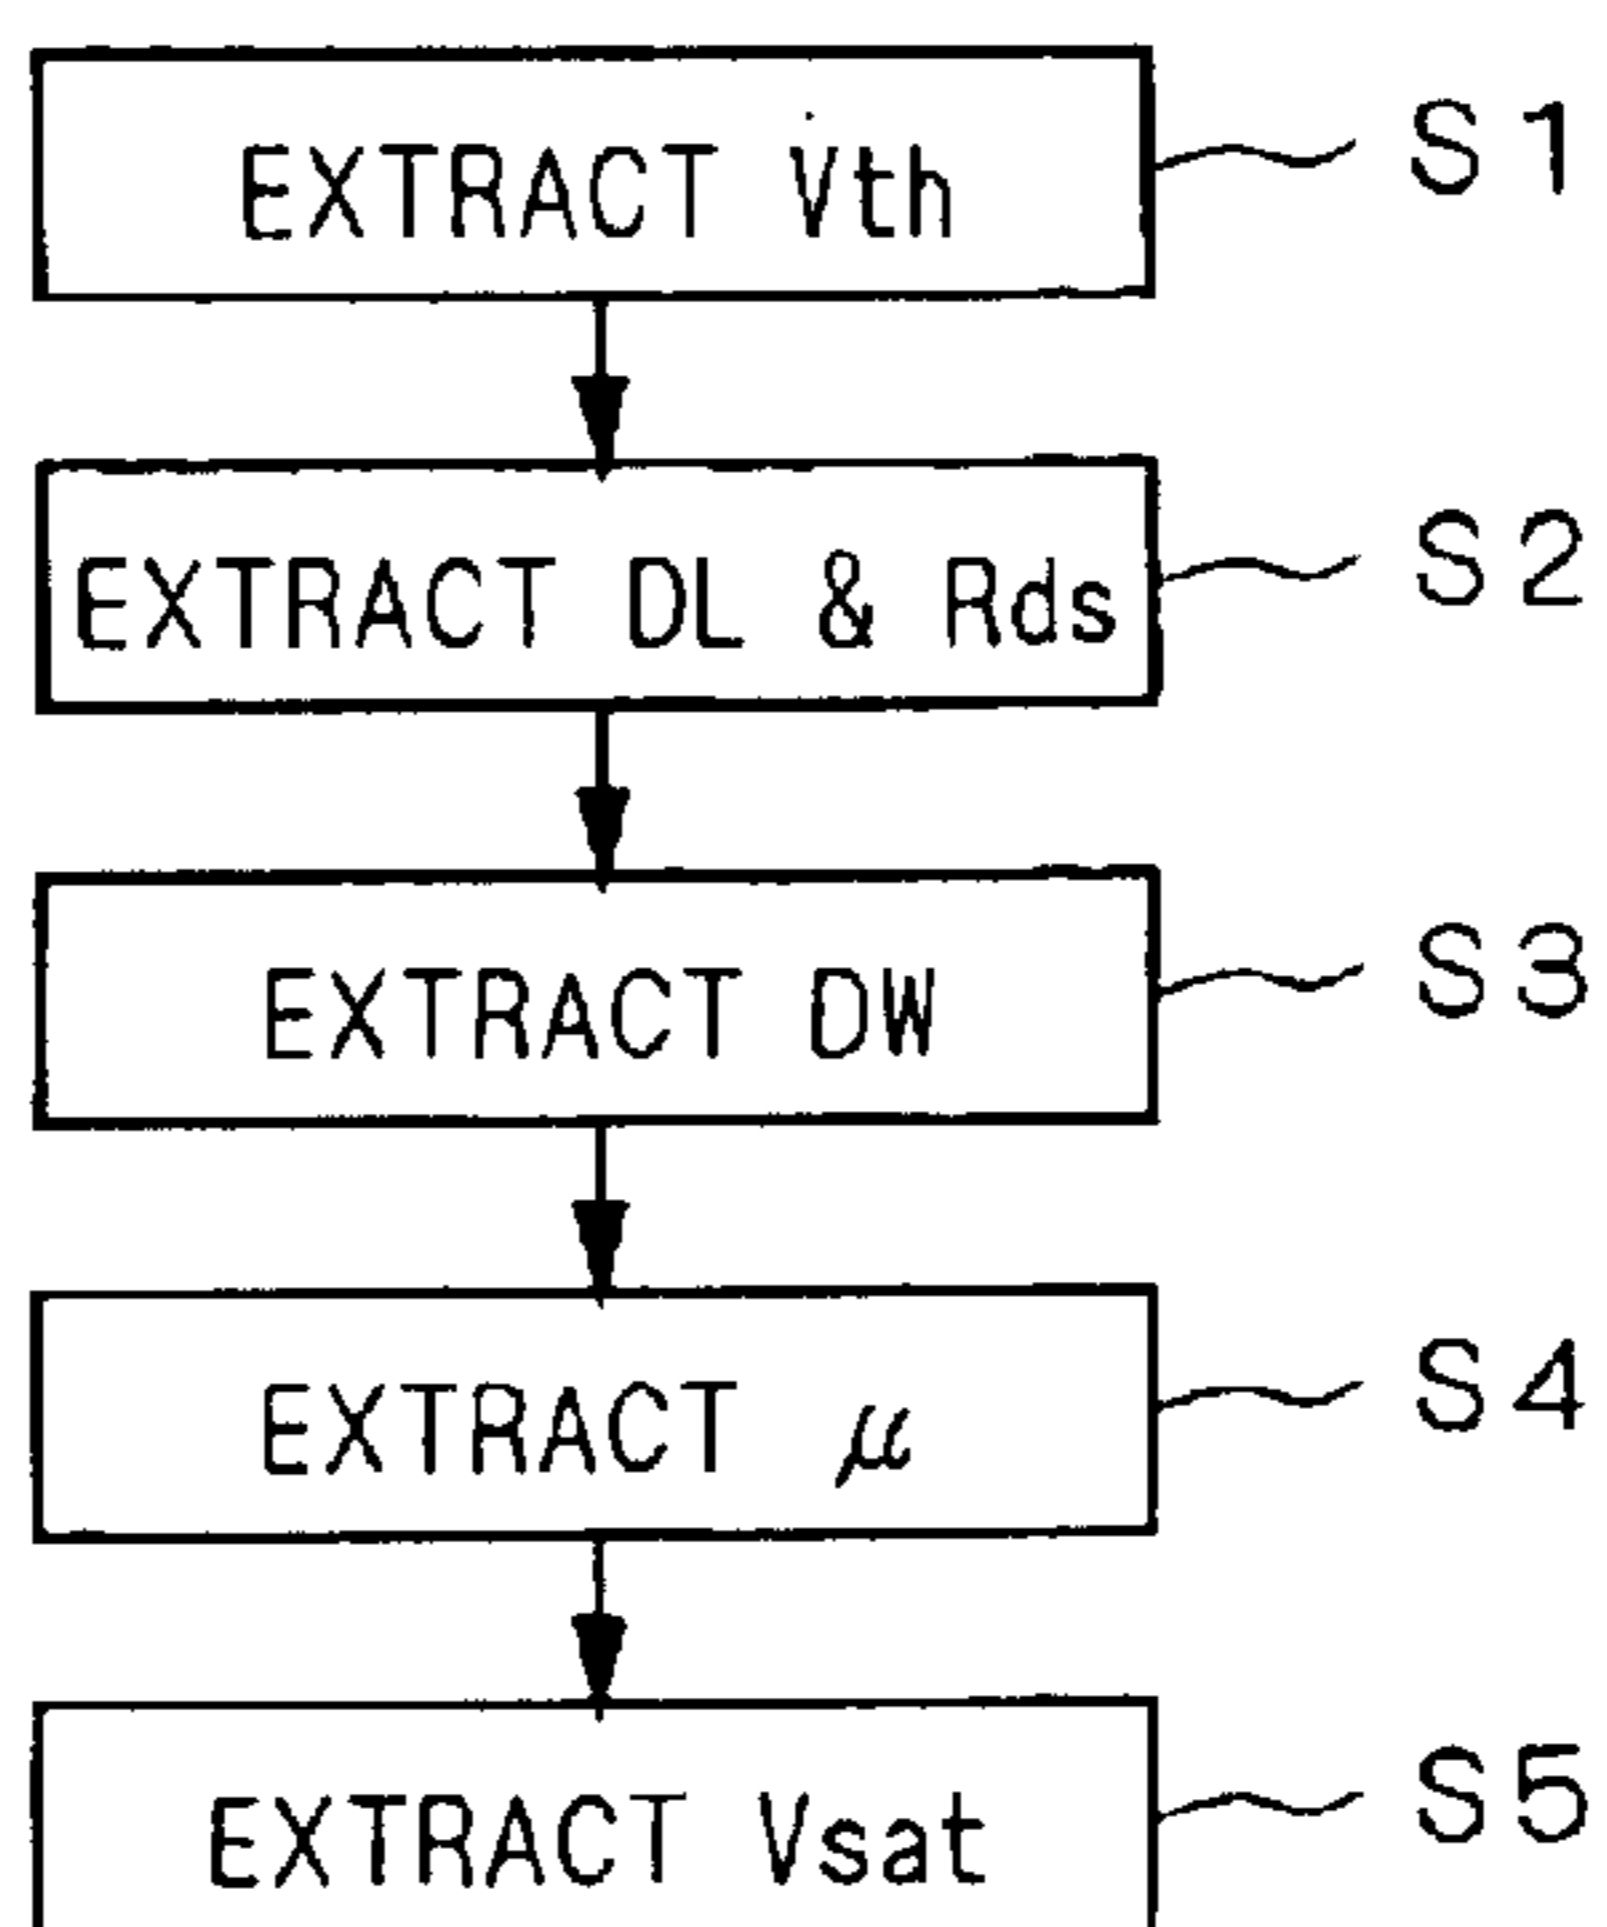 EXTRACT Vth S1
EXTRACT DL & Rds S2
EXTRACT DW S3
EXTRACT μ S4
EXTRACT Vsat S5